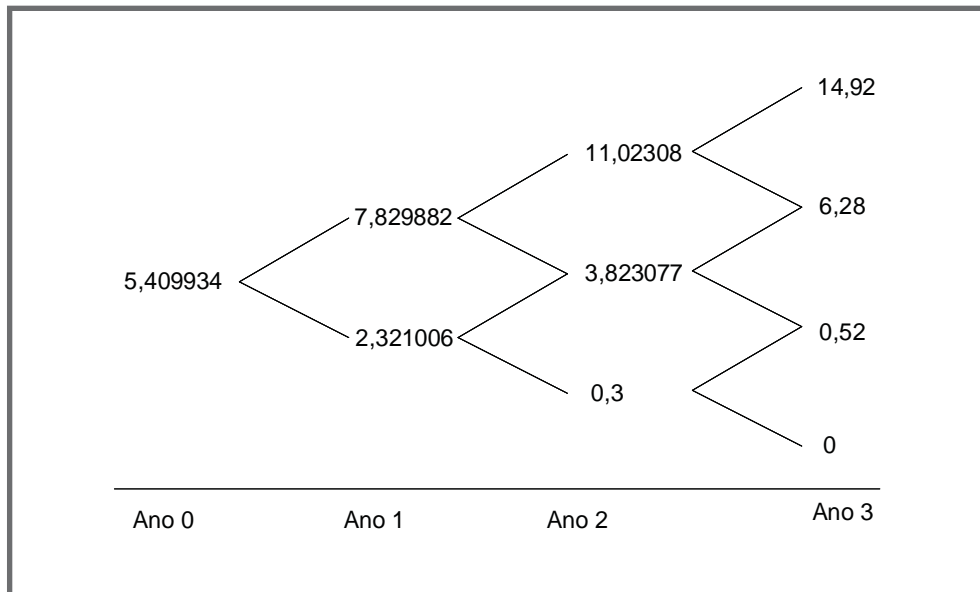 14,92
11,02308
7,829882
6,28
5,409934
3,823077
2,321006
0,52
0,3
0
Ano 0
Ano 1
Ano 2
Ano 3